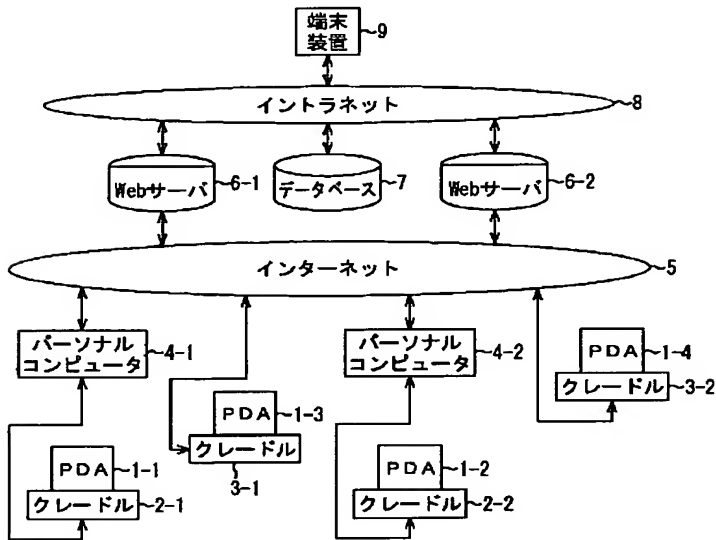 端末
装置
9
イントラネット
8
Webサーバ
6-1
データベース
7
Webサーバ
6-2
インターネット
5
パーソナル
コンピュータ
4-1
パーソナル
コンピュータ
4-2
PDA
1-4
クレードル
3-2
PDA
1-3
クレードル
3-1
PDA
1-1
クレードル
2-1
PDA
1-2
クレードル
2-2